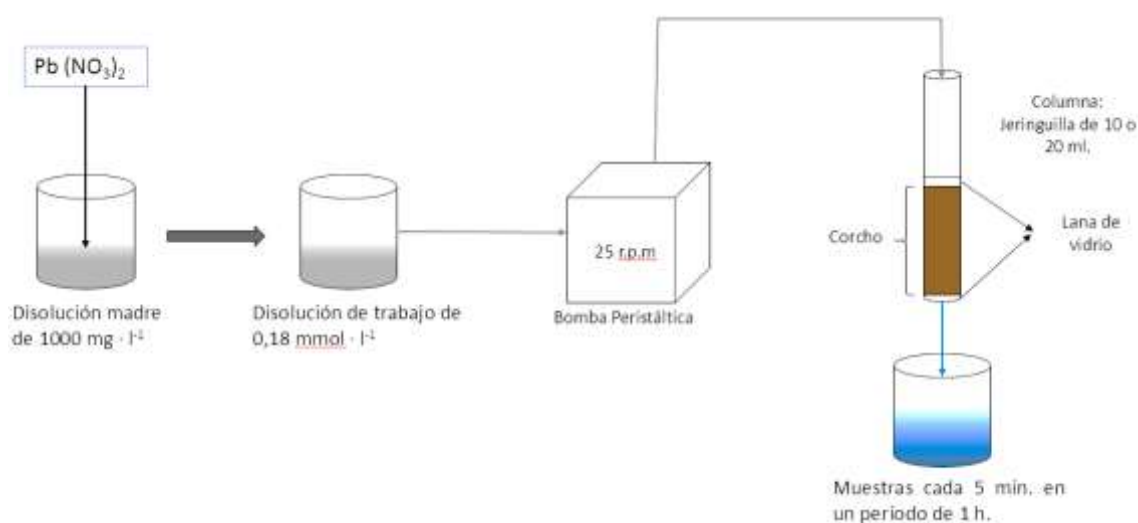 Pb (NO₃)₂
Disolución madre
de 1000 mg · l⁻¹
Disolución de trabajo de
0,18 mmol · l⁻¹
25 r.p.m
Bomba Peristáltica
Columna:
Jeringuilla de 10 o
20 ml.
Corcho
Lana de
vidrio
Muestras cada 5 min. en
un periodo de 1 h.